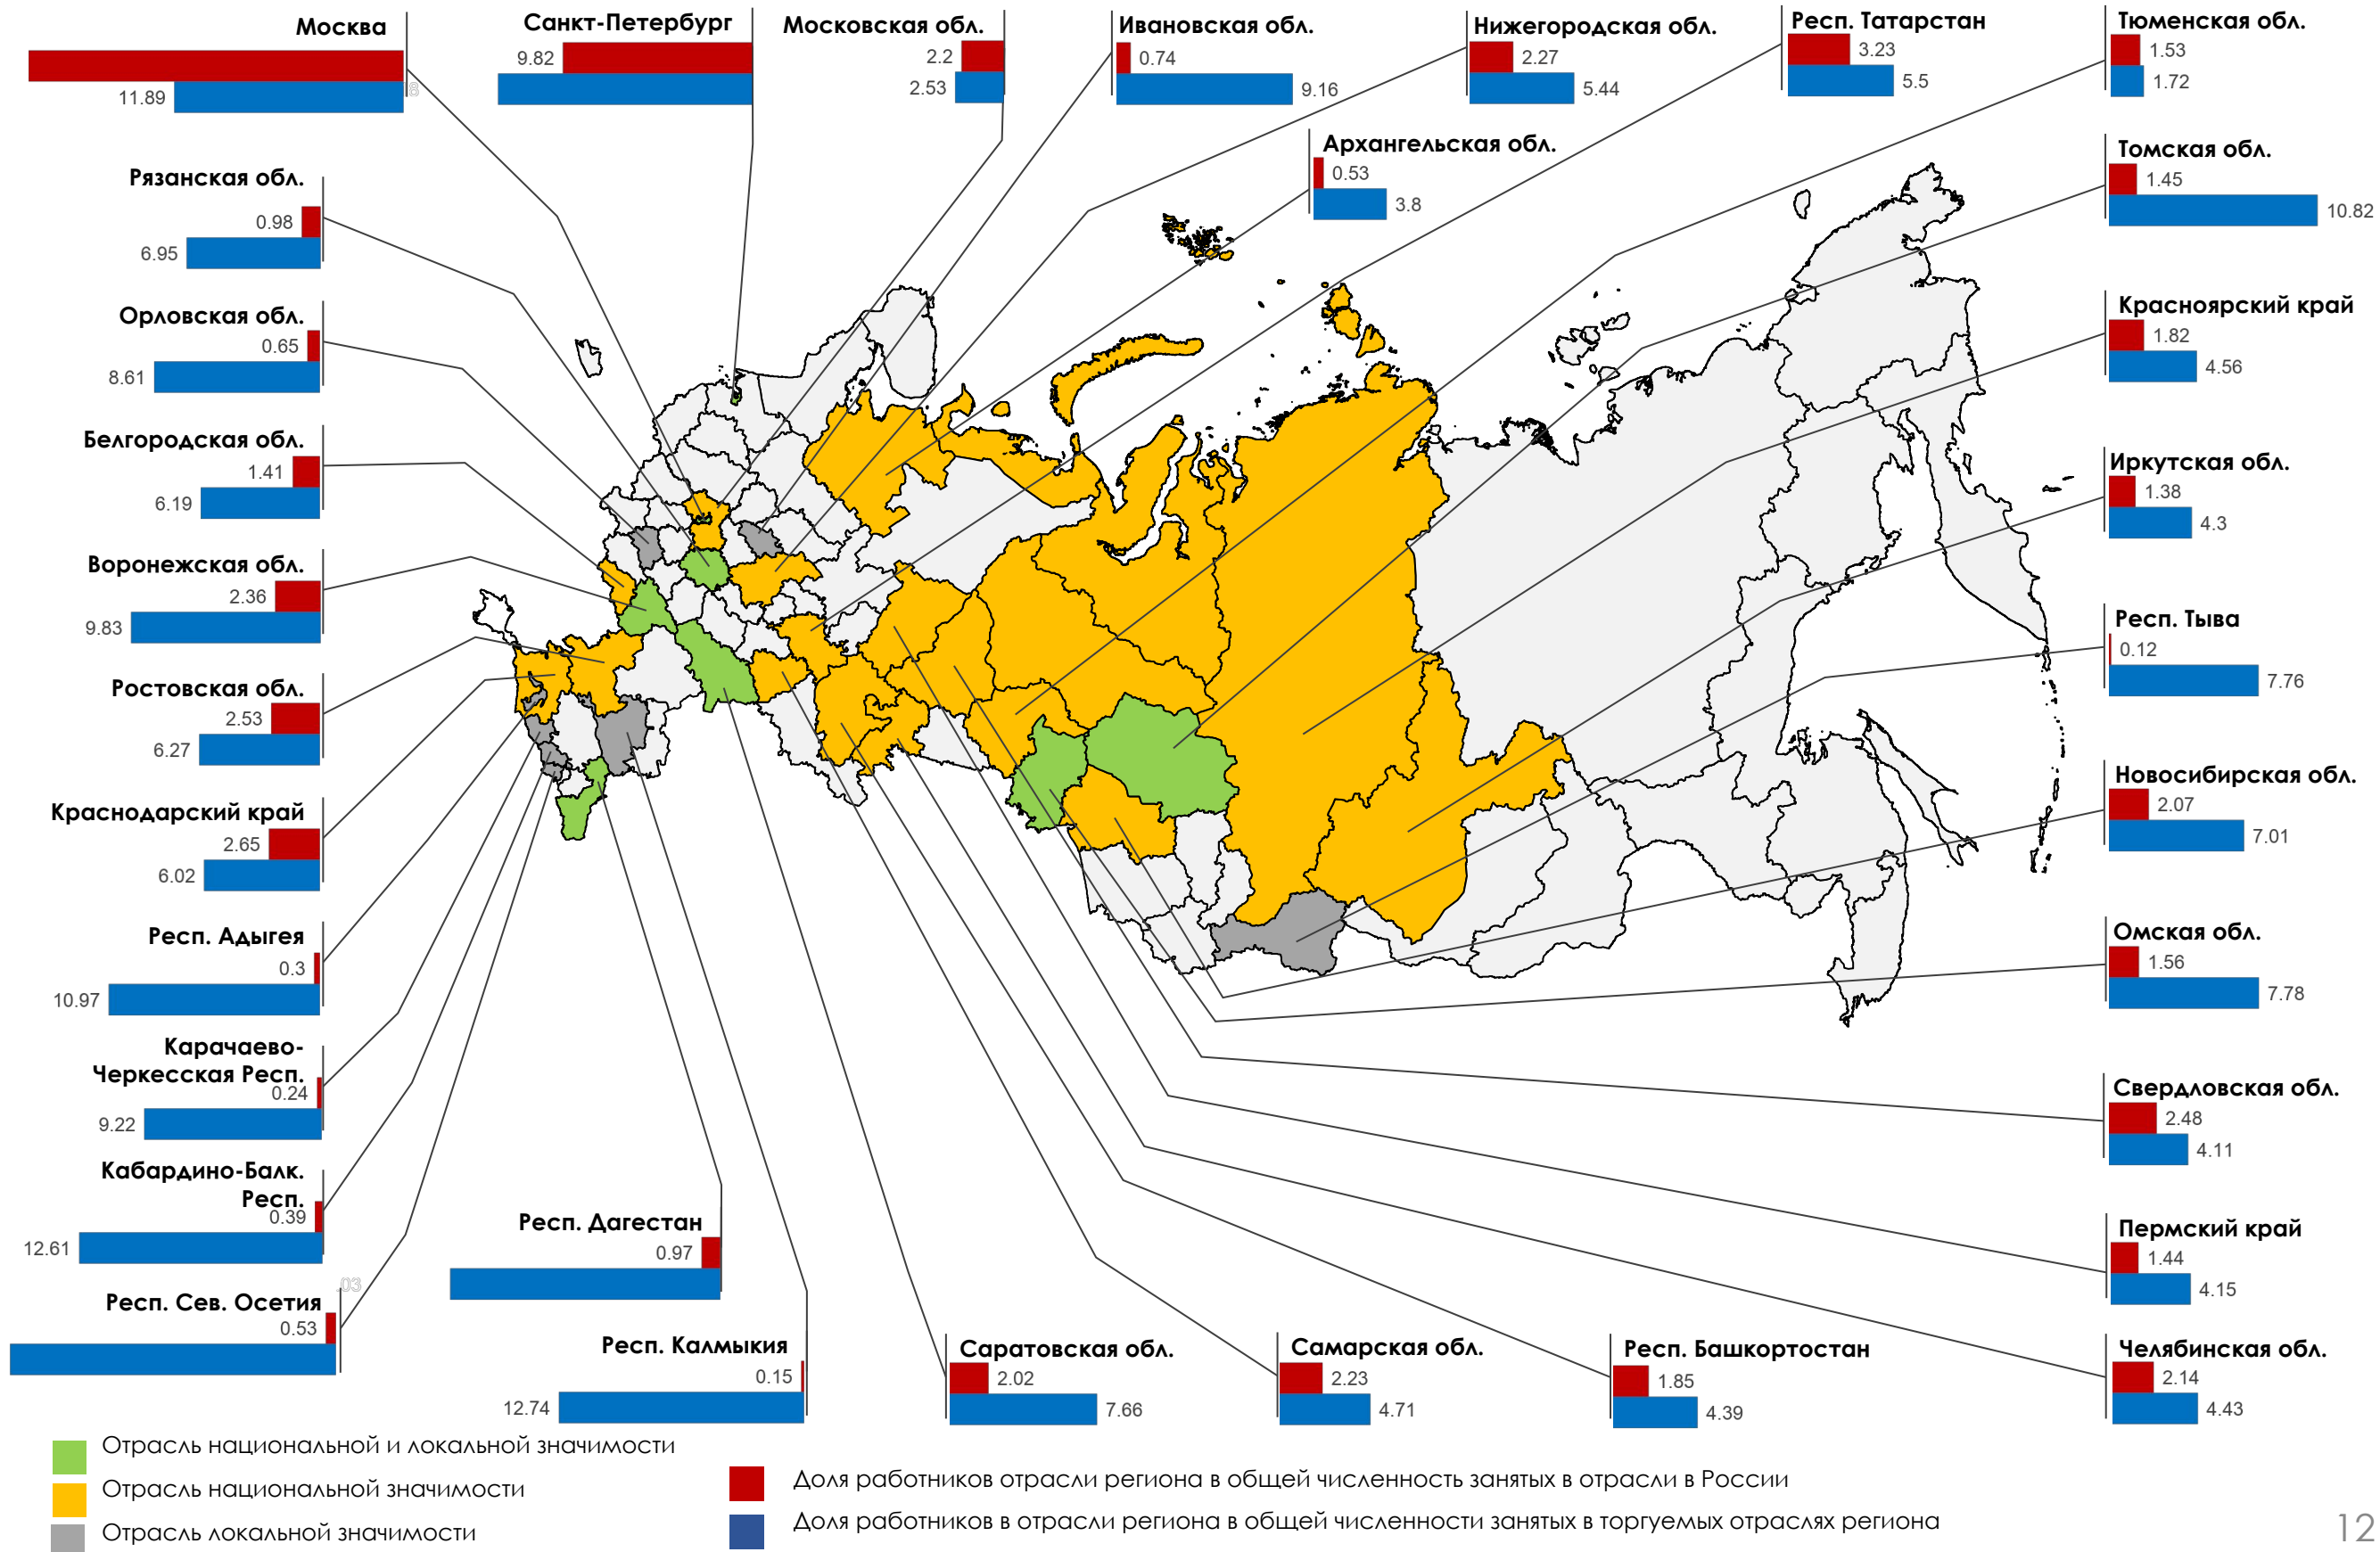 Москва
11.89
8
Санкт-Петербург
9.82
Московская обл.
2.2
2.53
Ивановская обл.
0.74
9.16
Нижегородская обл.
2.27
5.44
Респ. Татарстан
3.23
5.5
Тюменская обл.
1.53
1.72
Архангельская обл.
0.53
3.8
Томская обл.
1.45
10.82
Рязанская обл.
0.98
6.95
Красноярский край
1.82
4.56
Орловская обл.
0.65
8.61
Белгородская обл.
1.41
6.19
Иркутская обл.
1.38
4.3
Воронежская обл.
2.36
9.83
Респ. Тыва
0.12
7.76
Ростовская обл.
2.53
6.27
Новосибирская обл.
2.07
7.01
Краснодарский край
2.65
6.02
Респ. Адыгея
0.3
10.97
Омская обл.
1.56
7.78
Карачаево-
Черкесская Респ.
0.24
9.22
Свердловская обл.
2.48
4.11
Кабардино-Балк.
Респ.
0.39
12.61
Респ. Дагестан
0.97
Пермский край
1.44
4.15
.03
Респ. Сев. Осетия
0.53
Респ. Калмыкия
0.15
12.74
Саратовская обл.
2.02
7.66
Самарская обл.
2.23
4.71
Респ. Башкортостан
1.85
4.39
Челябинская обл.
2.14
4.43
Отрасль национальной и локальной значимости
Отрасль национальной значимости
Отрасль локальной значимости
Доля работников отрасли региона в общей численность занятых в отрасли в России
Доля работников в отрасли региона в общей численности занятых в торгуемых отраслях региона
12